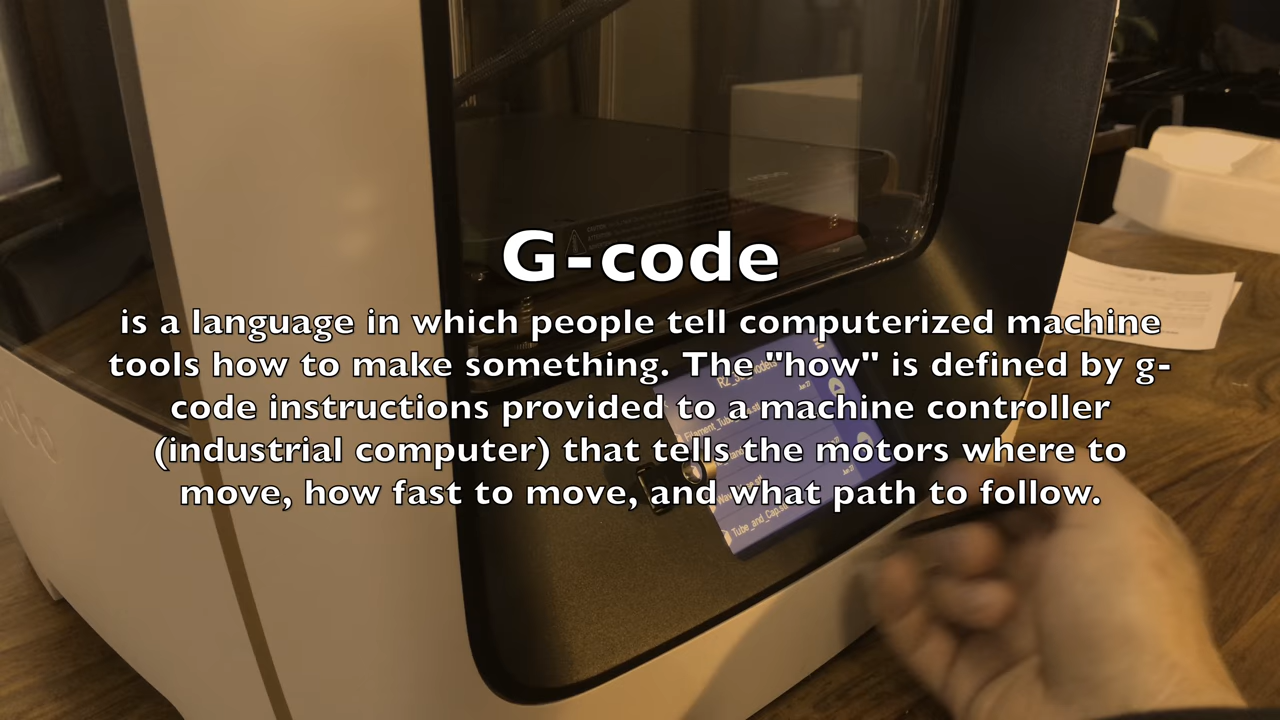 G-code
is a language in which people tell computerized machine
tools how to make something. The "how" is defined by g-
code instructions provided to a machine controller
(industrial computer) that tells the motors where to
move, how fast to move, and what path to follow.
Tube_and_Cap.